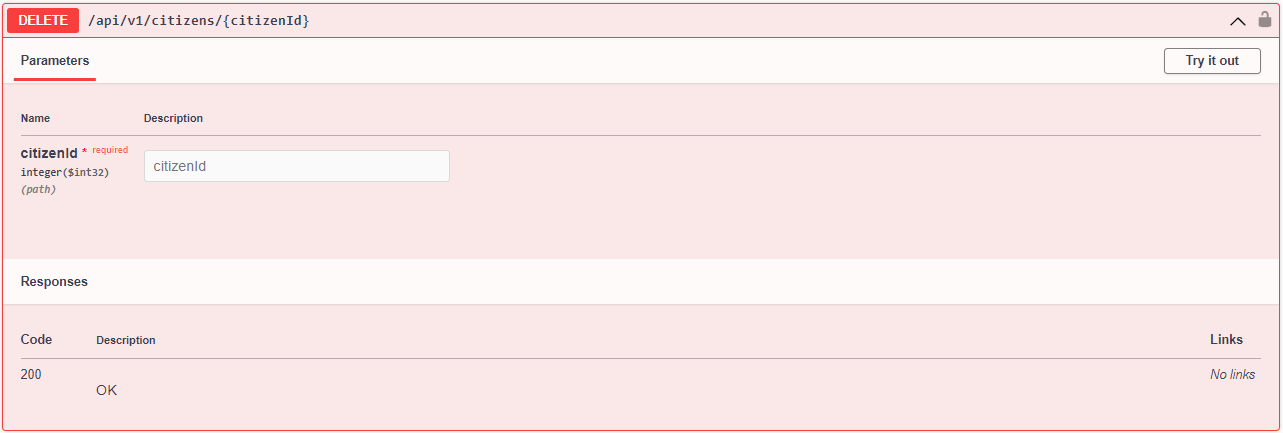 DELETE /api/v1/citizens/{citizenId}
Parameters Try it out
Name Description
citizenId * required
citizenId
integer($int32)
(path)
Responses
Code Description Links
200 No links
OK